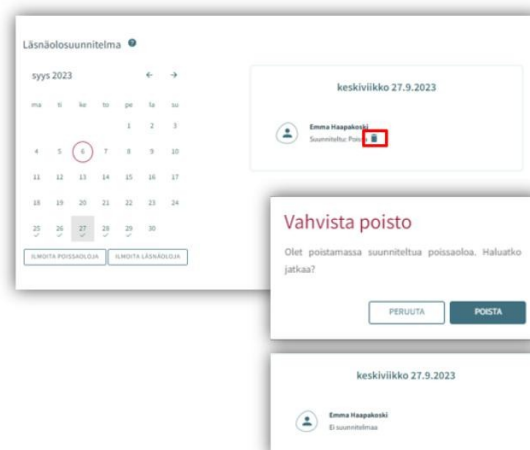 Läsnäolosuunnitelma ?
syys 2023 ← →
ma ti ke to pe la su
1 2 3
4 5 6 7 8 9 10
11 12 13 14 15 16 17
18 19 20 21 22 23 24
25 26 27 28 29 30
ILMOITA POISSAOLOJA ILMOITA LÄSNÄOLOJA
keskiviikko 27.9.2023
Emma Haapakoski
Suunniteltu: Poissa
Vahvista poisto
Olet poistamassa suunniteltua poissaoloa. Haluatko
jatkaa?
PERUUTA POISTA
keskiviikko 27.9.2023
Emma Haapakoski
Ei suunnitelmaa